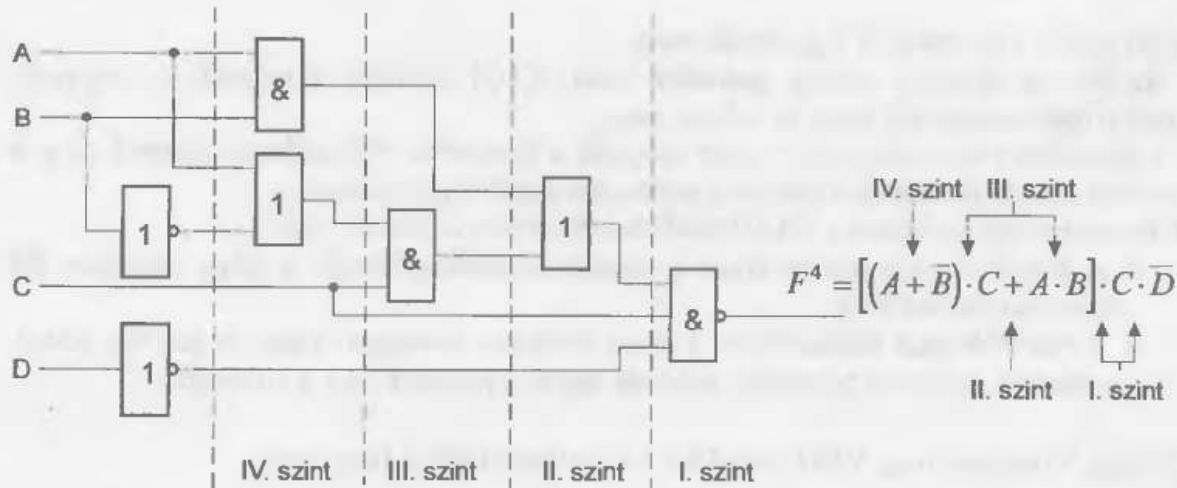 A
B
C
D
&
1
1
1
&
1
&
IV. szint III. szint
F⁴ = [(A + B̅) · C + A · B] · C · D̅
II. szint I. szint
IV. szint III. szint II. szint I. szint